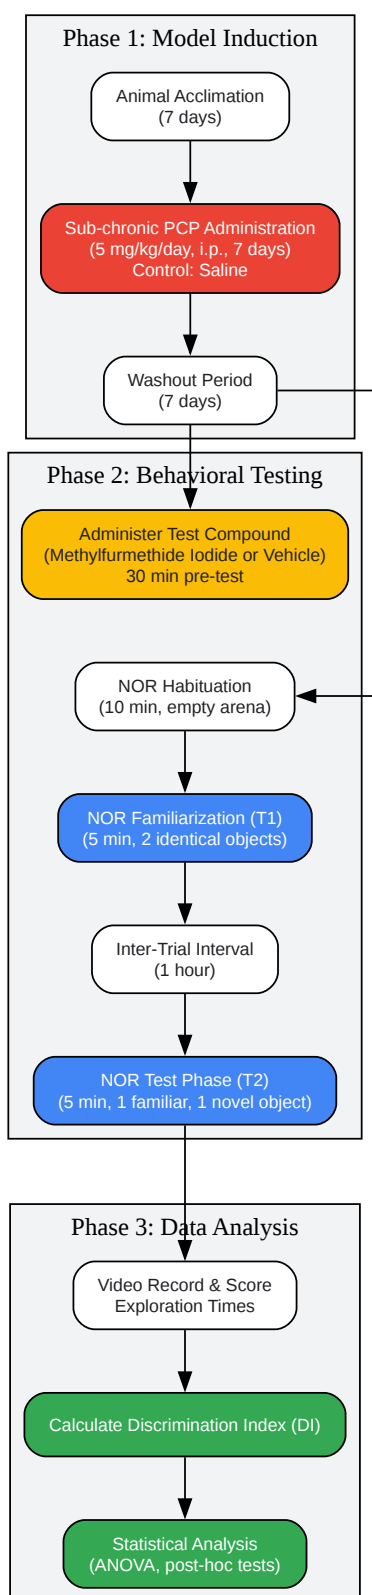 Phase 1: Model Induction
Animal Acclimation
(7 days)
Sub-chronic PCP Administration
(5 mg/kg/day, i.p., 7 days)
Control: Saline
Washout Period
(7 days)
Phase 2: Behavioral Testing
Administer Test Compound
(Methylfurmethide Iodide or Vehicle)
30 min pre-test
NOR Habituation
(10 min, empty arena)
NOR Familiarization (T1)
(5 min, 2 identical objects)
Inter-Trial Interval
(1 hour)
NOR Test Phase (T2)
(5 min, 1 familiar, 1 novel object)
Phase 3: Data Analysis
Video Record & Score
Exploration Times
Calculate Discrimination Index (DI)
Statistical Analysis
(ANOVA, post-hoc tests)